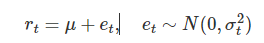 r_t = μ + e_t, e_t ∼ N(0, σ_t^2)